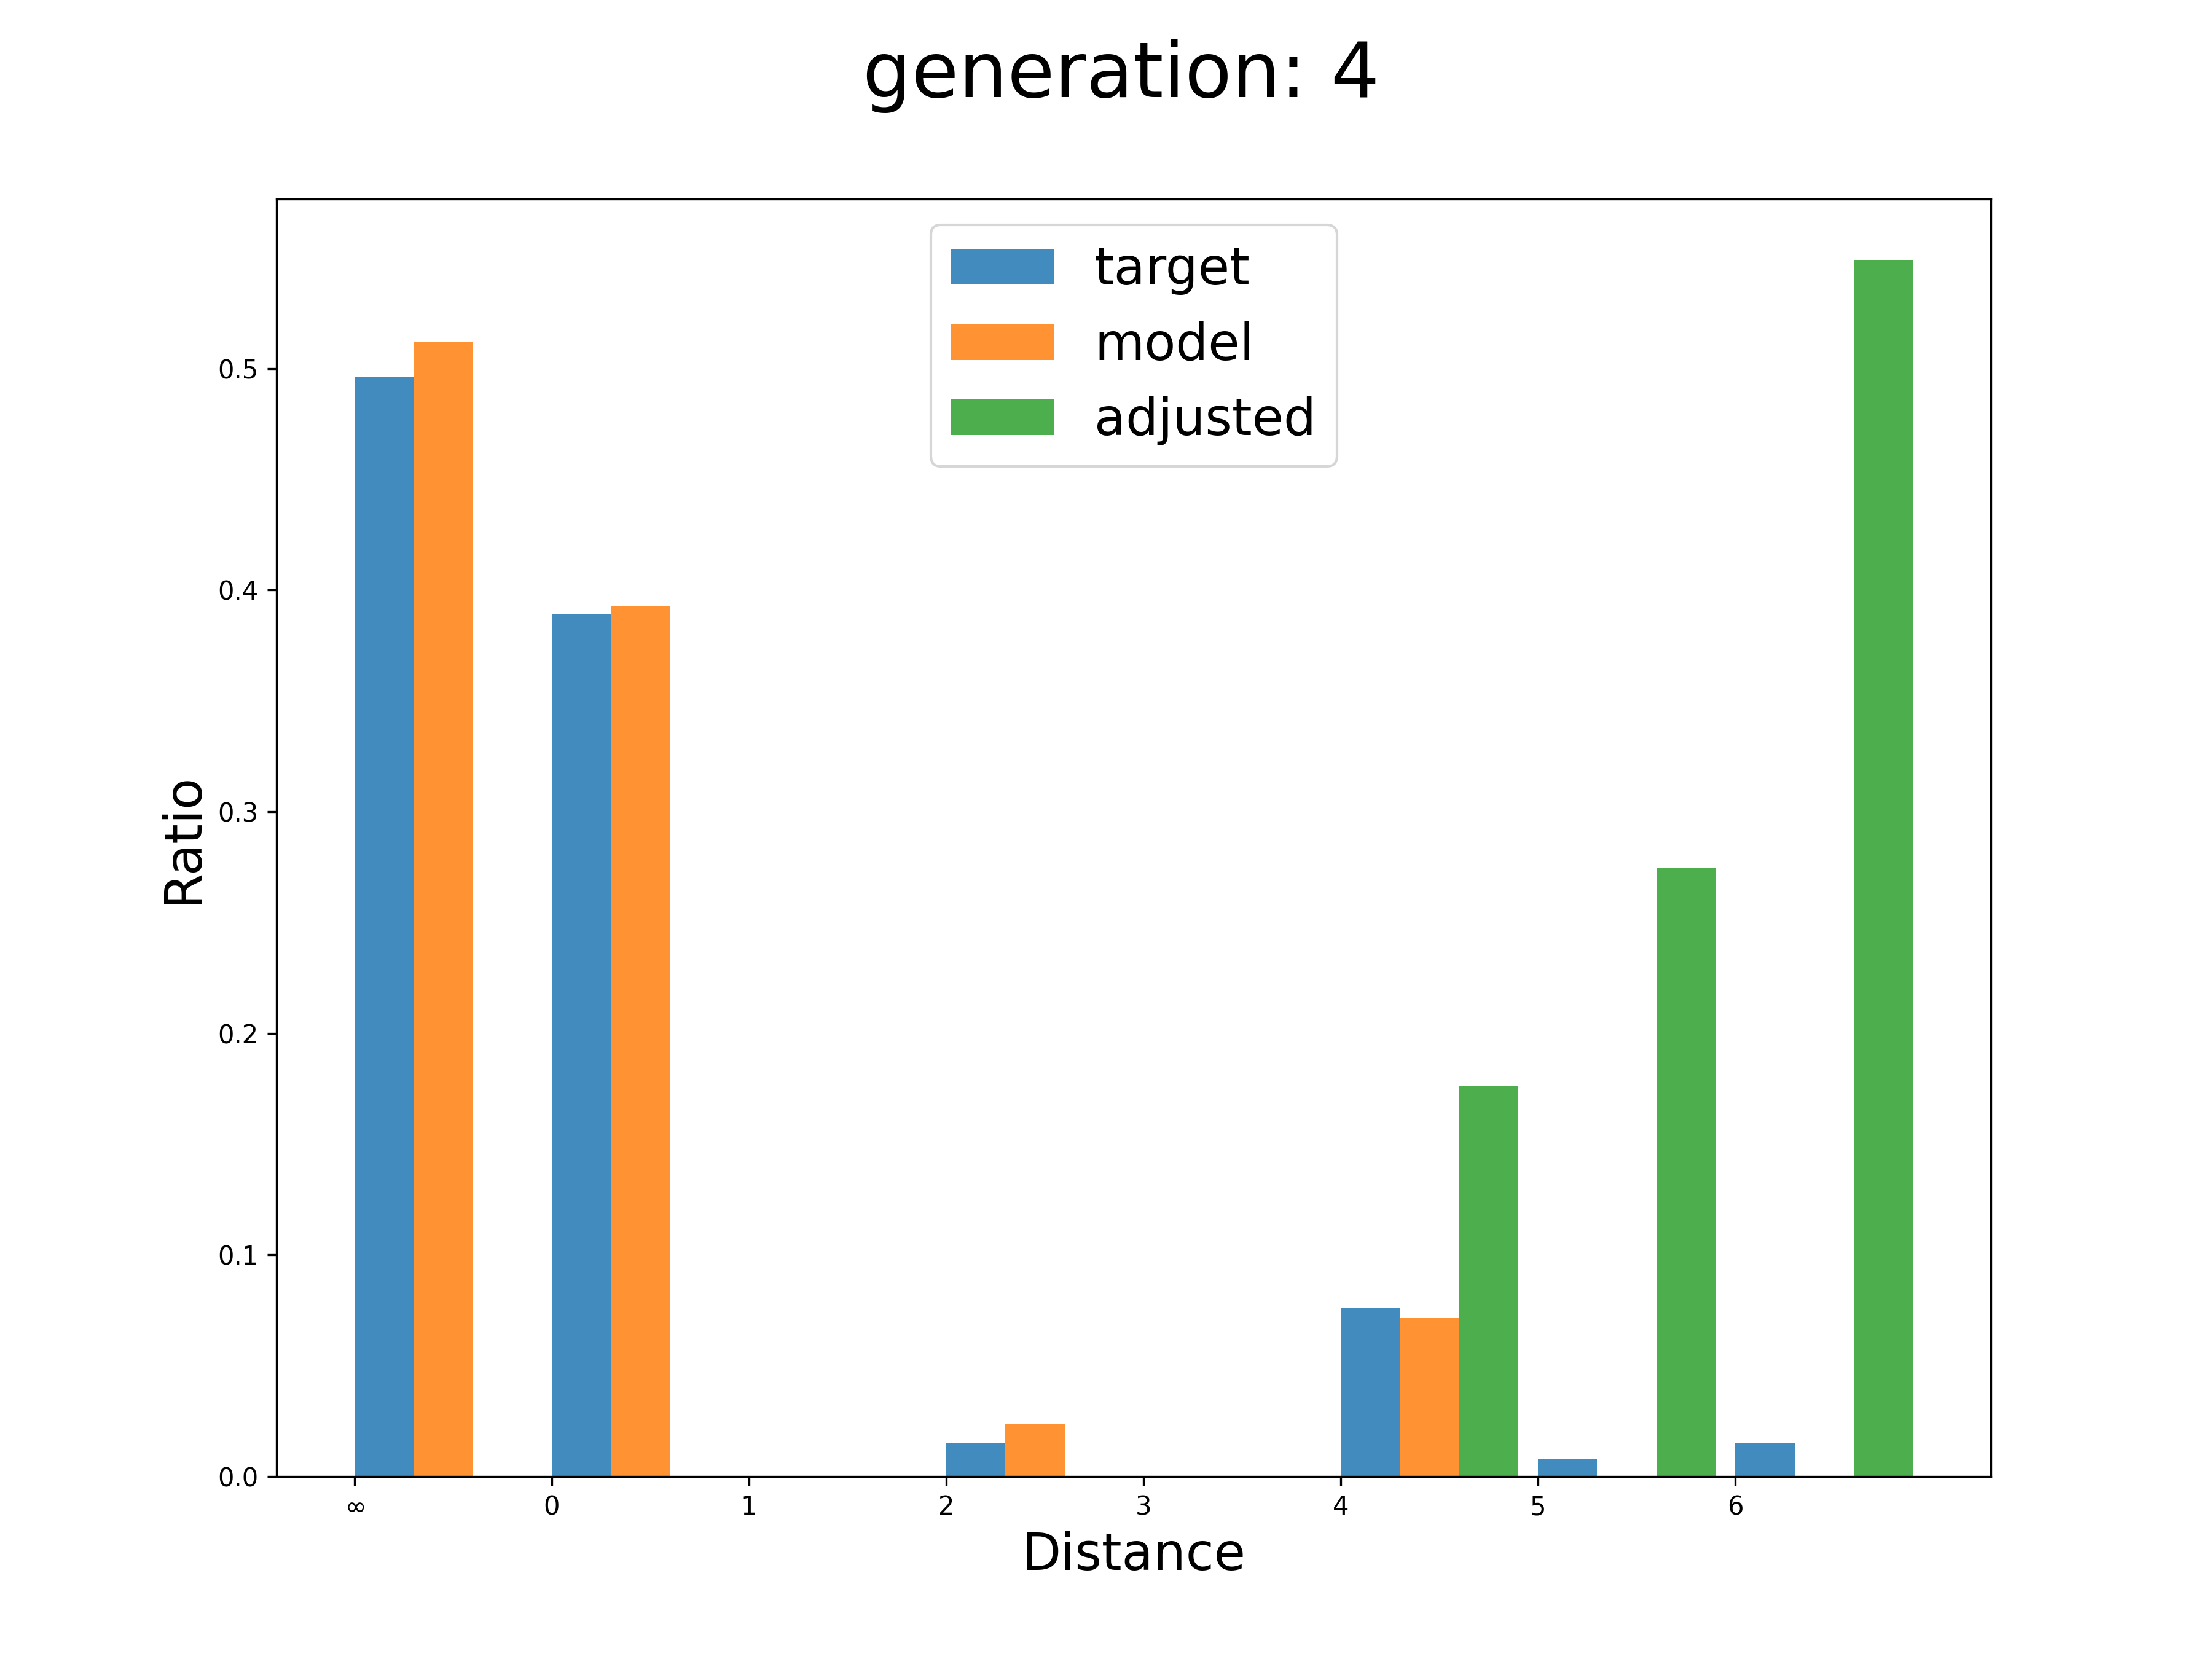 generation: 4
target
model
adjusted
Ratio
0.5
0.4
0.3
0.2
0.1
0.0
∞ 0 1 2 3 4 5 6
Distance